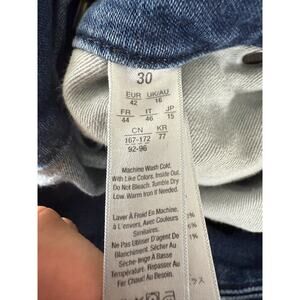 30
EUR UK/AU
42 16
FR IT JP
44 46 15
CN KR
167-172 77
92-96
Machine Wash Cold,
With Like Colors. Inside Out.
Do Not Bleach. Tumble Dry
Low. Warm Iron If Needed.
Laver À Froid En Machine,
à L'envers, Avec Couleurs
Similaires.
Ne Pas Utiliser D'agent De
Blanchiment. Sécher Au
Sèche-linge À Basse
Température. Repasser Au
Fer Chaud Au Besoin.